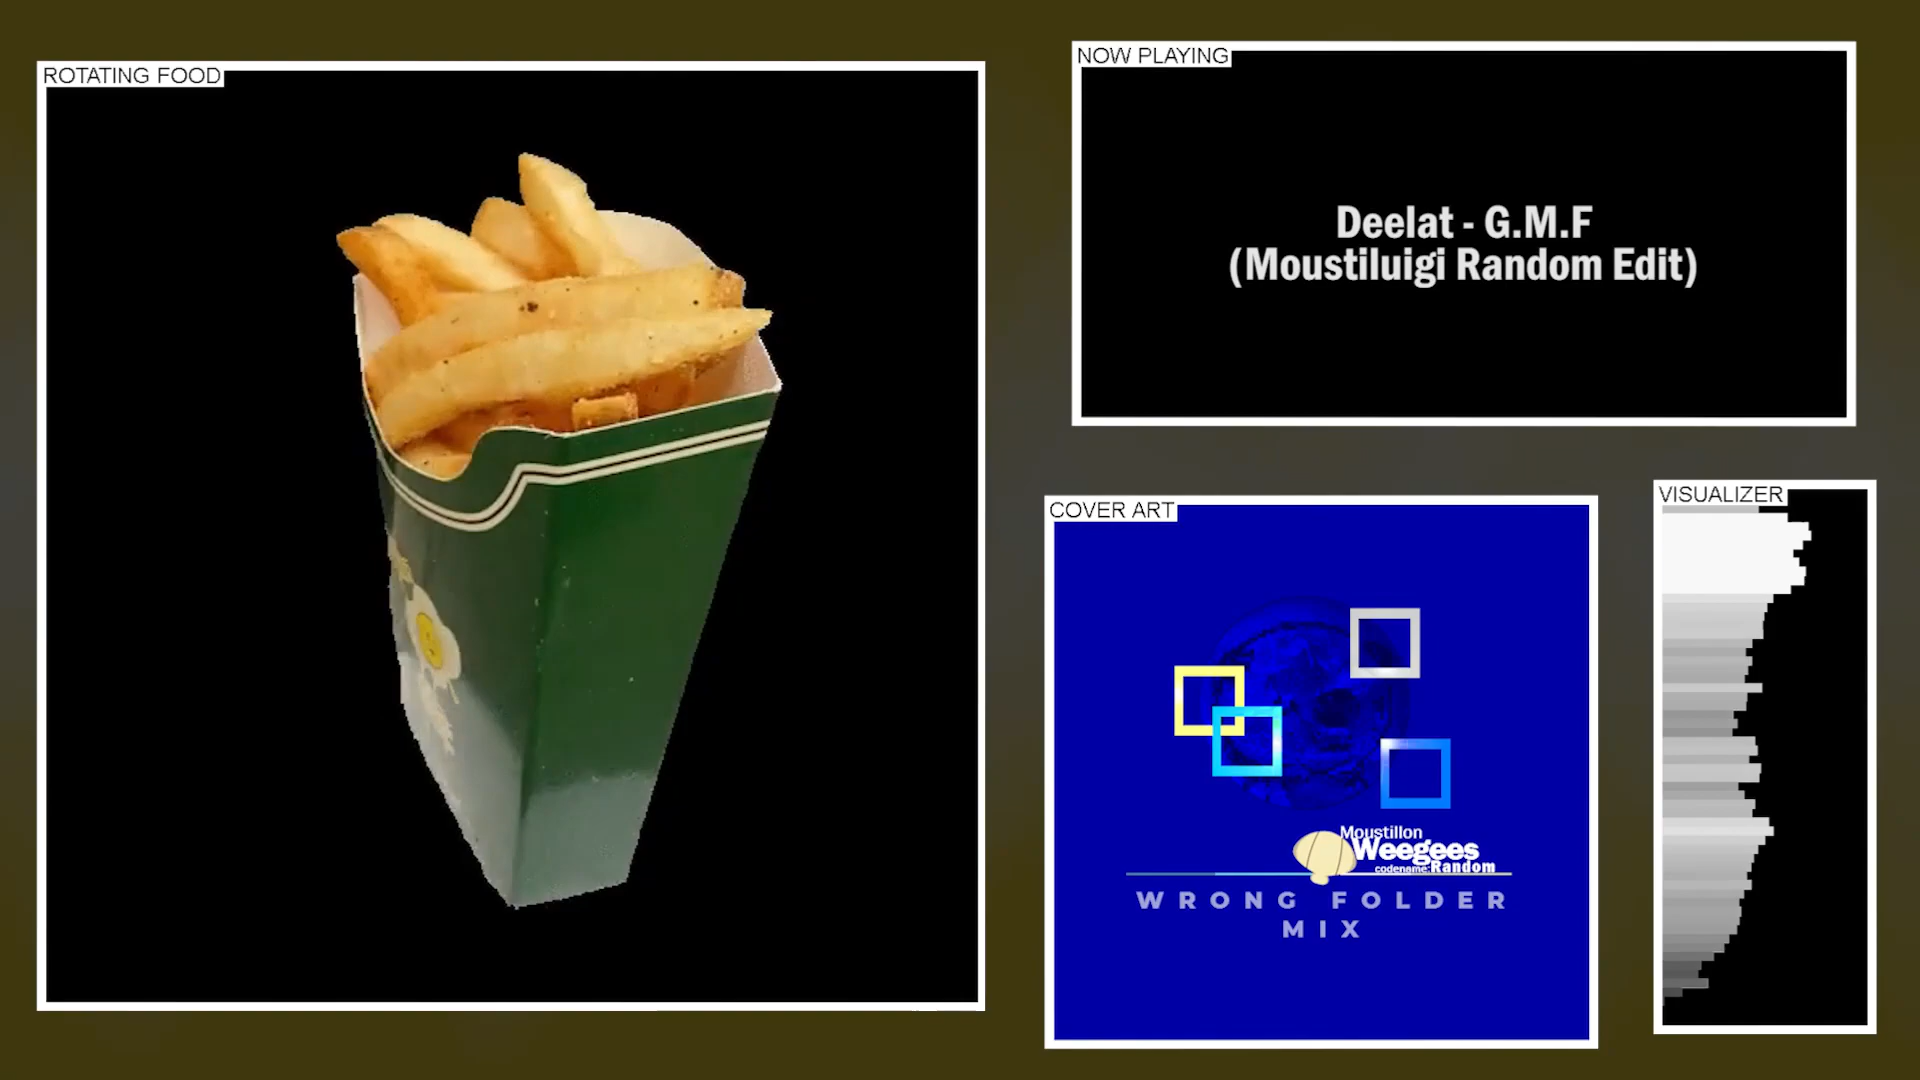 ROTATING FOOD
NOW PLAYING
Deelat - G.M.F
(Moustiluigi Random Edit)
COVER ART
Moustillon
Weegees
codename:Random
WRONG FOLDER
MIX
VISUALIZER